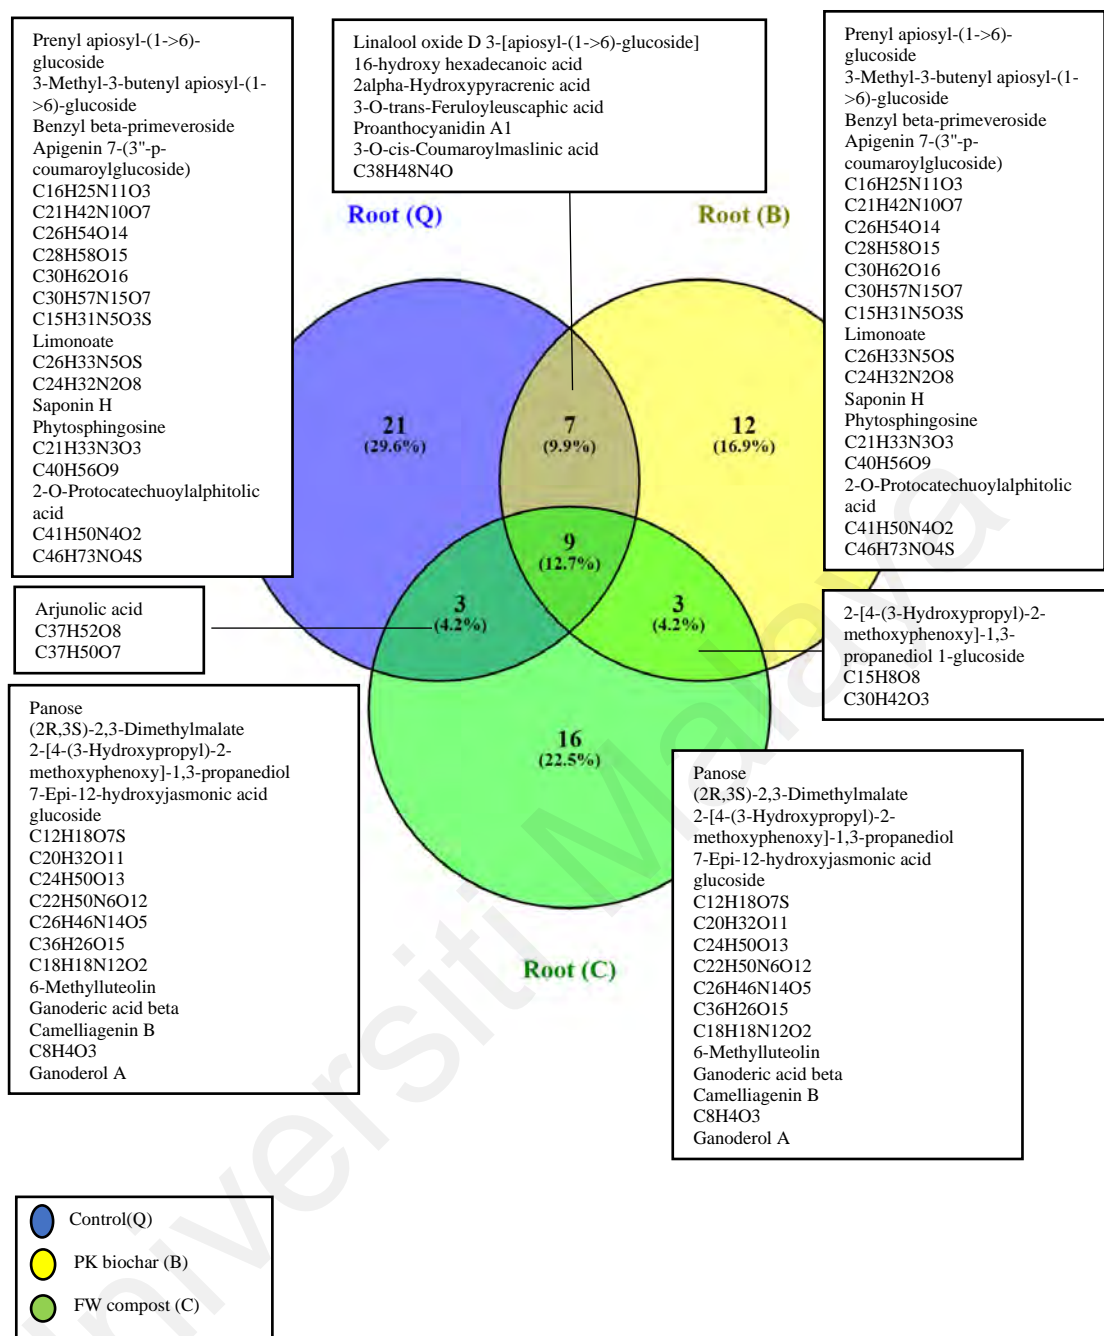 Prenyl apiosyl-(1->6)-
glucoside
3-Methyl-3-butenyl apiosyl-(1-
>6)-glucoside
Benzyl beta-primeveroside
Apigenin 7-(3"-p-
coumaroylglucoside)
C16H25N11O3
C21H42N10O7
C26H54O14
C28H58O15
C30H62O16
C30H57N15O7
C15H31N5O3S
Limonoate
C26H33N5OS
C24H32N2O8
Saponin H
Phytosphingosine
C21H33N3O3
C40H56O9
2-O-Protocatechuoylalphitolic
acid
C41H50N4O2
C46H73NO4S
Linalool oxide D 3-[apiosyl-(1->6)-glucoside]
16-hydroxy hexadecanoic acid
2alpha-Hydroxypyracrenic acid
3-O-trans-Feruloyleuscaphic acid
Proanthocyanidin A1
3-O-cis-Coumaroylmaslinic acid
C38H48N4O
Prenyl apiosyl-(1->6)-
glucoside
3-Methyl-3-butenyl apiosyl-(1-
>6)-glucoside
Benzyl beta-primeveroside
Apigenin 7-(3"-p-
coumaroylglucoside)
C16H25N11O3
C21H42N10O7
C26H54O14
C28H58O15
C30H62O16
C30H57N15O7
C15H31N5O3S
Limonoate
C26H33N5OS
C24H32N2O8
Saponin H
Phytosphingosine
C21H33N3O3
C40H56O9
2-O-Protocatechuoylalphitolic
acid
C41H50N4O2
C46H73NO4S
Root (Q)
Root (B)
21
(29.6%)
7
(9.9%)
12
(16.9%)
9
(12.7%)
3
(4.2%)
3
(4.2%)
16
(22.5%)
Root (C)
Arjunolic acid
C37H52O8
C37H50O7
2-[4-(3-Hydroxypropyl)-2-
methoxyphenoxy]-1,3-
propanediol 1-glucoside
C15H8O8
C30H42O3
Panose
(2R,3S)-2,3-Dimethylmalate
2-[4-(3-Hydroxypropyl)-2-
methoxyphenoxy]-1,3-propanediol
7-Epi-12-hydroxyjasmonic acid
glucoside
C12H18O7S
C20H32O11
C24H50O13
C22H50N6O12
C26H46N14O5
C36H26O15
C18H18N12O2
6-Methylluteolin
Ganoderic acid beta
Camelliagenin B
C8H4O3
Ganoderol A
Panose
(2R,3S)-2,3-Dimethylmalate
2-[4-(3-Hydroxypropyl)-2-
methoxyphenoxy]-1,3-propanediol
7-Epi-12-hydroxyjasmonic acid
glucoside
C12H18O7S
C20H32O11
C24H50O13
C22H50N6O12
C26H46N14O5
C36H26O15
C18H18N12O2
6-Methylluteolin
Ganoderic acid beta
Camelliagenin B
C8H4O3
Ganoderol A
Control(Q)
PK biochar (B)
FW compost (C)
Universiti Malaya